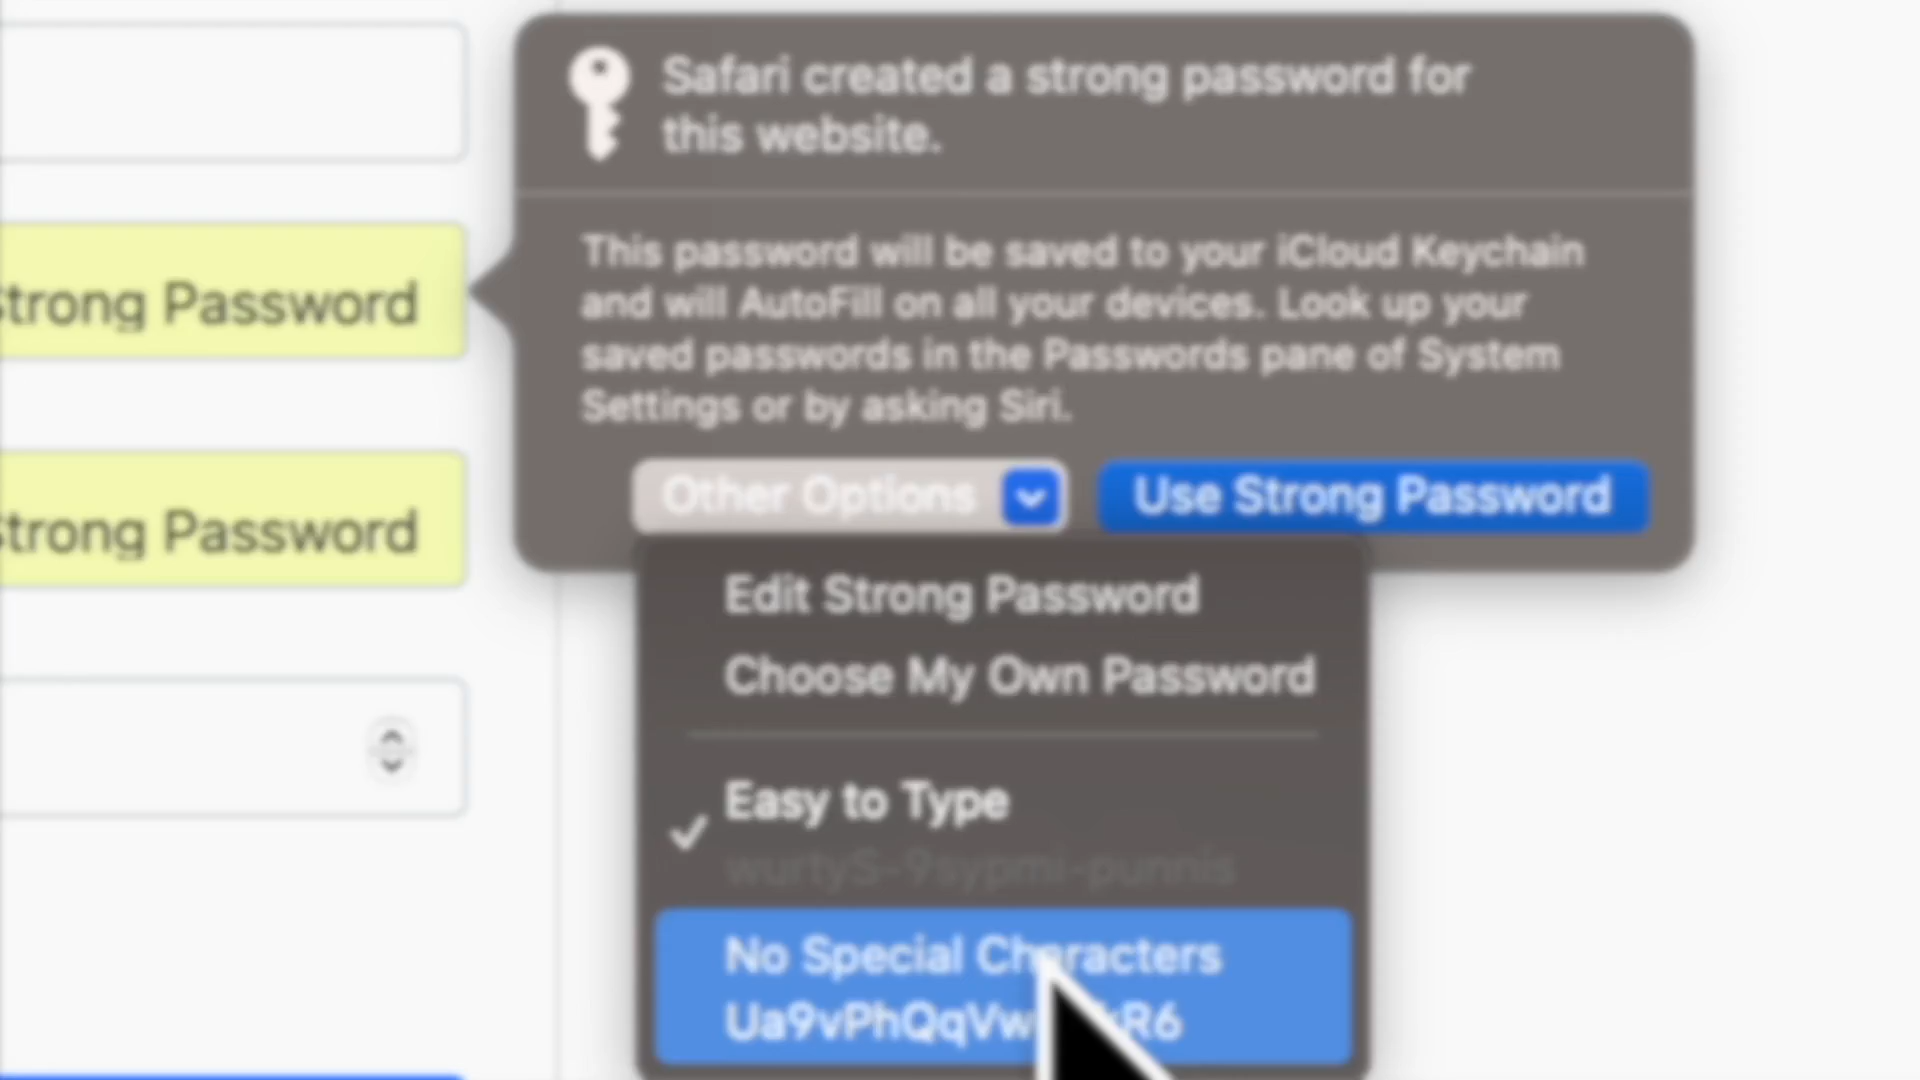 Safari created a strong password for
this website.
This password will be saved to your iCloud Keychain
and will AutoFill on all your devices. Look up your
saved passwords in the Passwords pane of System
Settings or by asking Siri.
Strong Password
Other Options
Use Strong Password
Strong Password
Edit Strong Password
Choose My Own Password
Easy to Type
No Special Characters